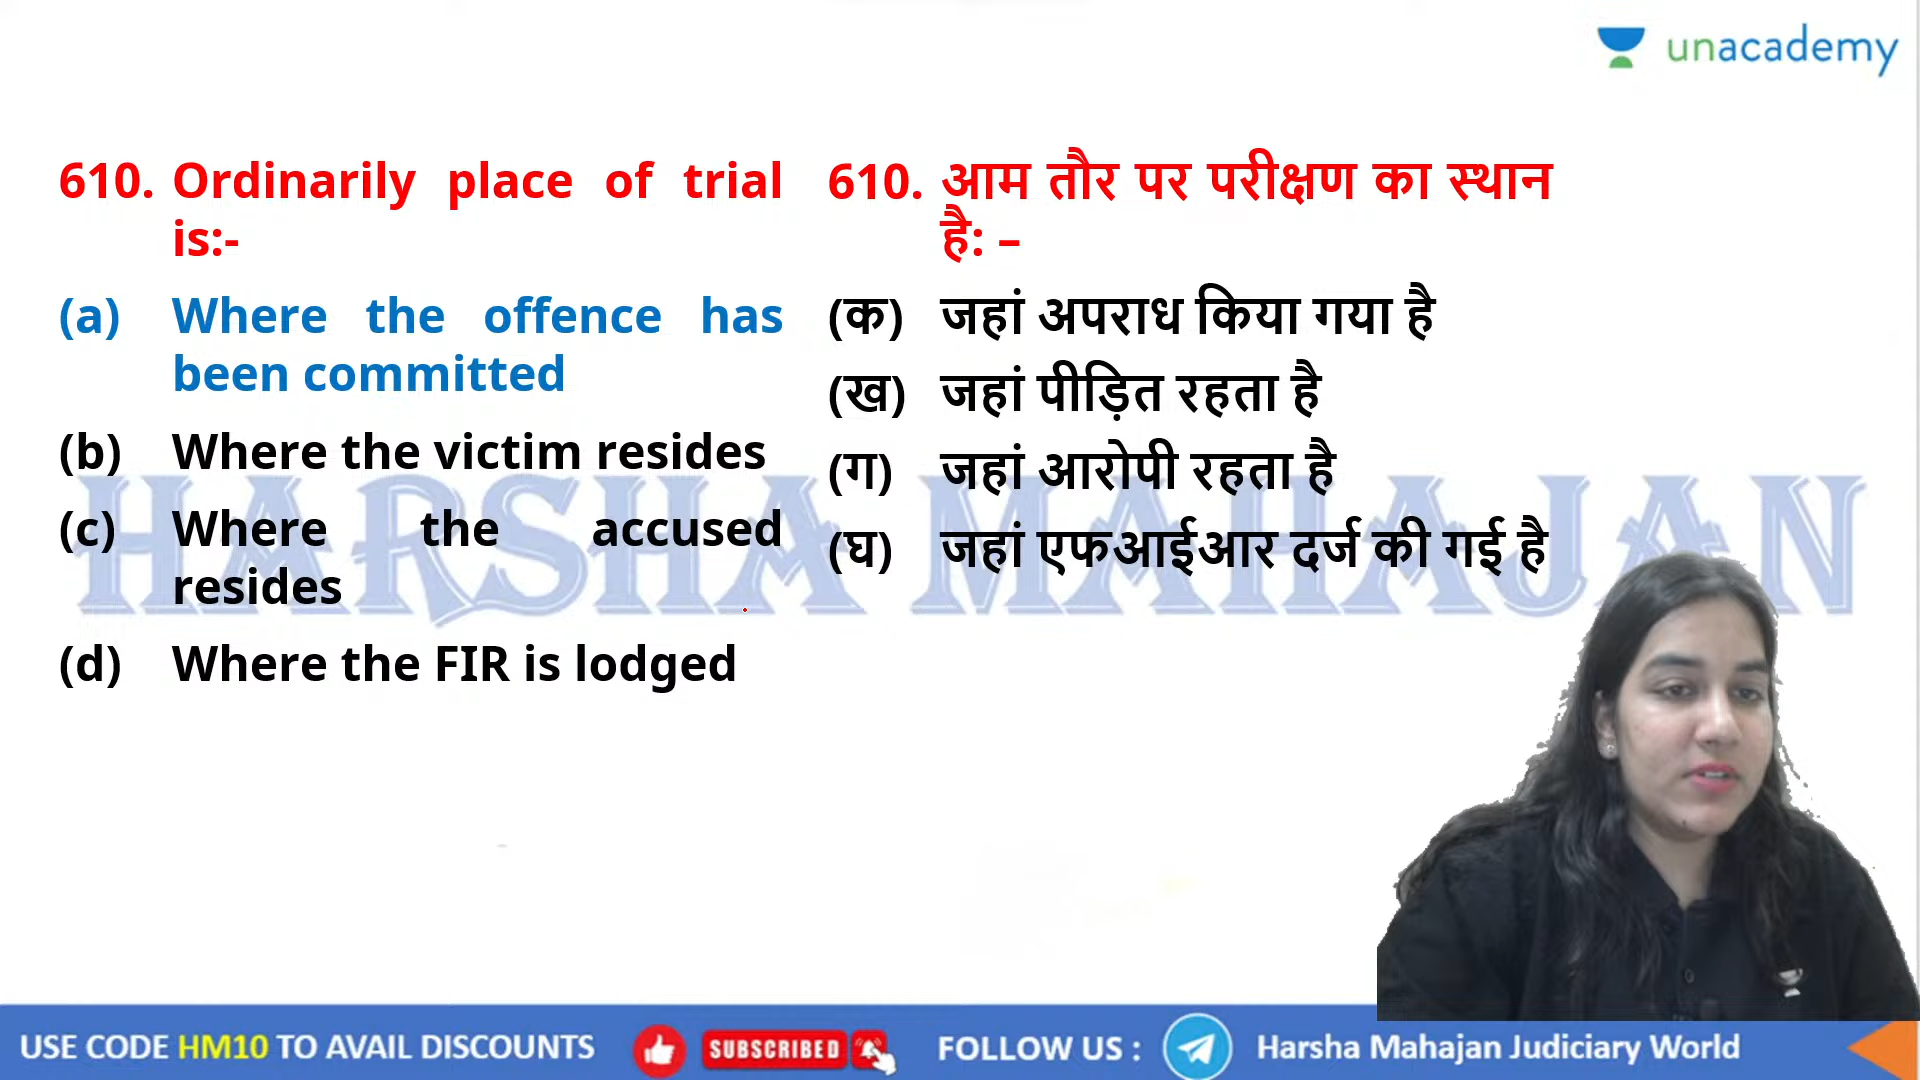 unacademy
610. Ordinarily place of trial
is:-
(a) Where the offence has
been committed
(b) Where the victim resides
(c) Where the accused
resides
(d) Where the FIR is lodged
610. आम तौर पर परीक्षण का स्थान
है: –
(क) जहां अपराध किया गया है
(ख) जहां पीड़ित रहता है
(ग) जहां आरोपी रहता है
(घ) जहां एफआईआर दर्ज की गई है
HARSHA MAHAJAN
USE CODE HM10 TO AVAIL DISCOUNTS
SUBSCRIBED
FOLLOW US :
Harsha Mahajan Judiciary World